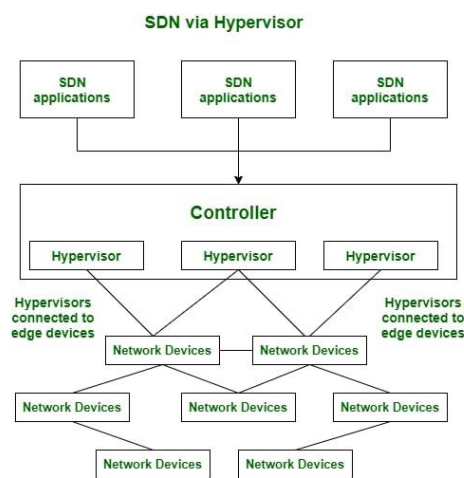 SDN via Hypervisor
SDN
applications
SDN
applications
SDN
applications
Controller
Hypervisor
Hypervisor
Hypervisor
Hypervisors
connected to
edge devices
Hypervisors
connected to
edge devices
Network Devices
Network Devices
Network Devices
Network Devices
Network Devices
Network Devices
Network Devices